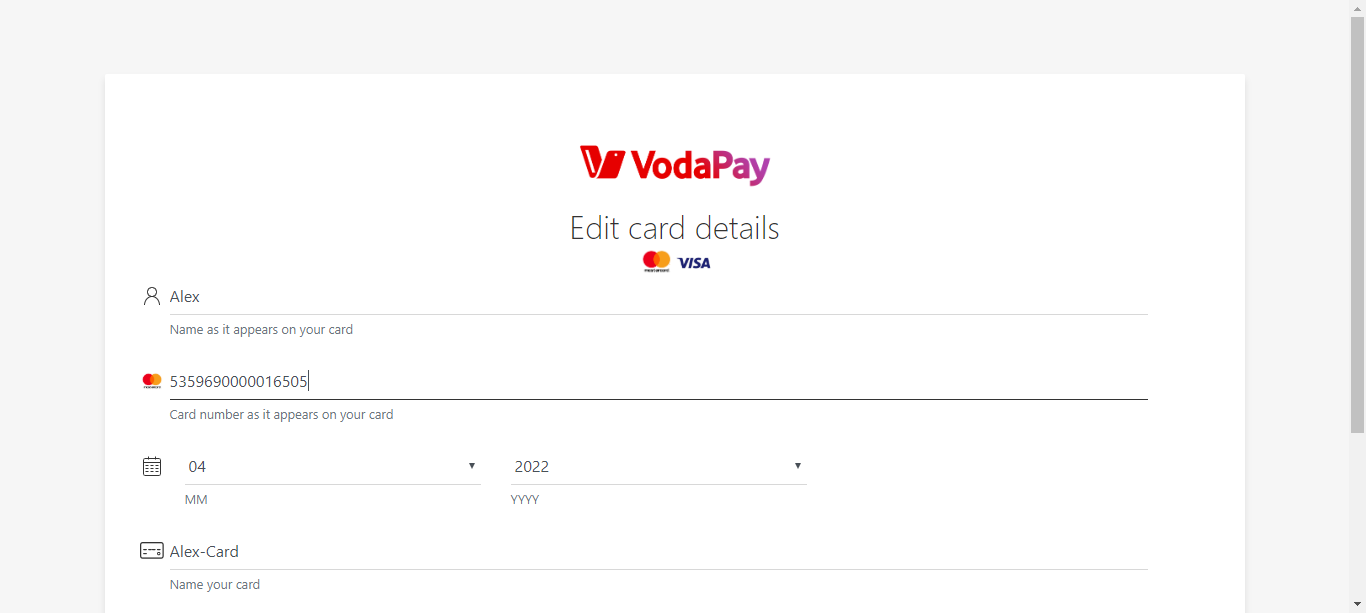 VodaPay
Edit card details
VISA
Alex
Name as it appears on your card
5359690000016505
Card number as it appears on your card
04 2022
MM YYYY
Alex-Card
Name your card